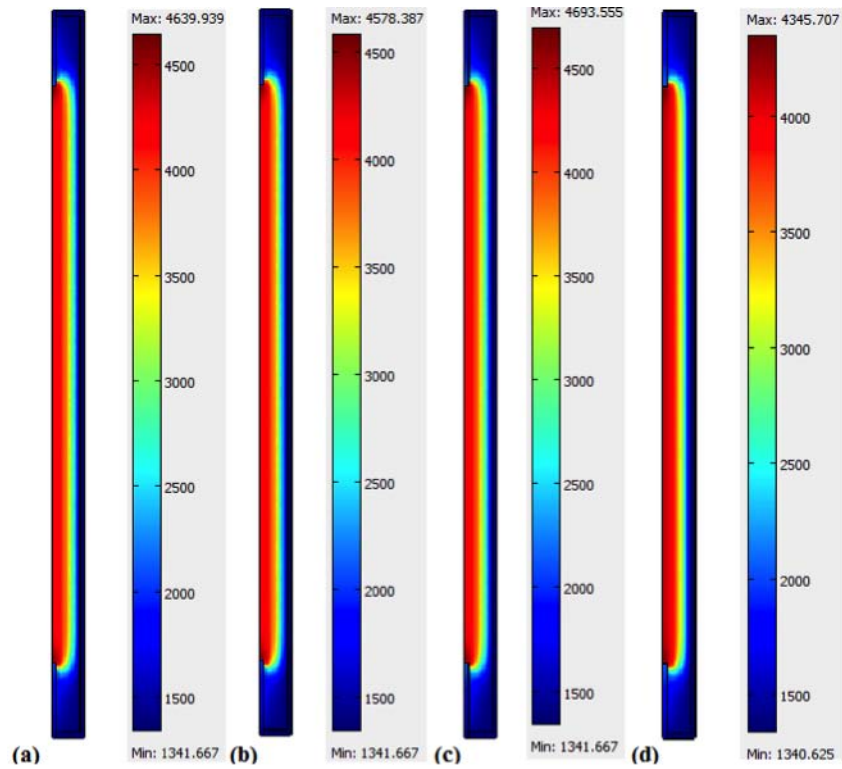 Max: 4639.939
4500
4000
3500
3000
2500
2000
1500
Min: 1341.667
(a)
Max: 4578.387
4500
4000
3500
3000
2500
2000
1500
Min: 1341.667
(b)
Max: 4693.555
4500
4000
3500
3000
2500
2000
1500
Min: 1341.667
(c)
Max: 4345.707
4000
3500
3000
2500
2000
1500
Min: 1340.625
(d)